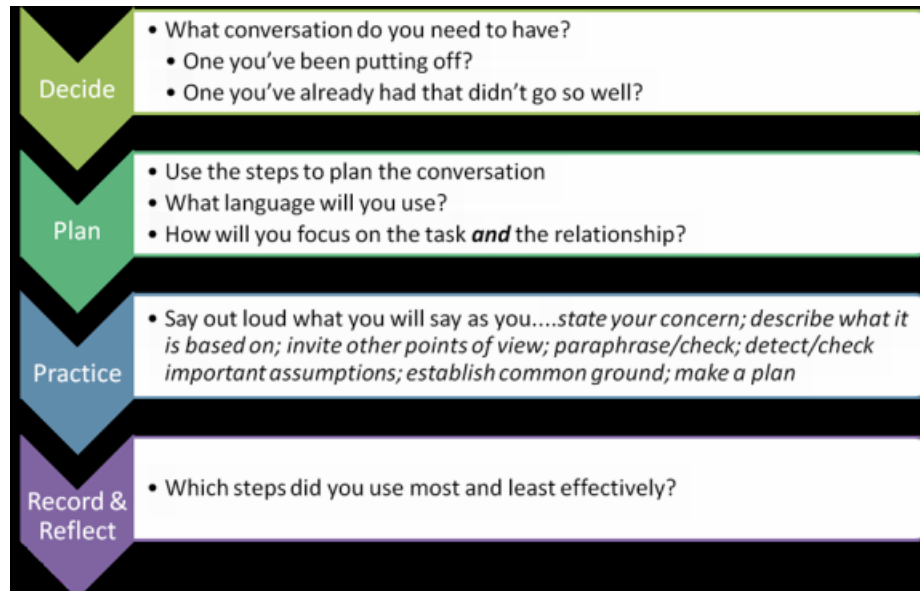 Decide
• What conversation do you need to have?
• One you've been putting off?
• One you've already had that didn't go so well?
Plan
• Use the steps to plan the conversation
• What language will you use?
• How will you focus on the task and the relationship?
Practice
• Say out loud what you will say as you....state your concern; describe what it
is based on; invite other points of view; paraphrase/check; detect/check
important assumptions; establish common ground; make a plan
Record &
Reflect
• Which steps did you use most and least effectively?